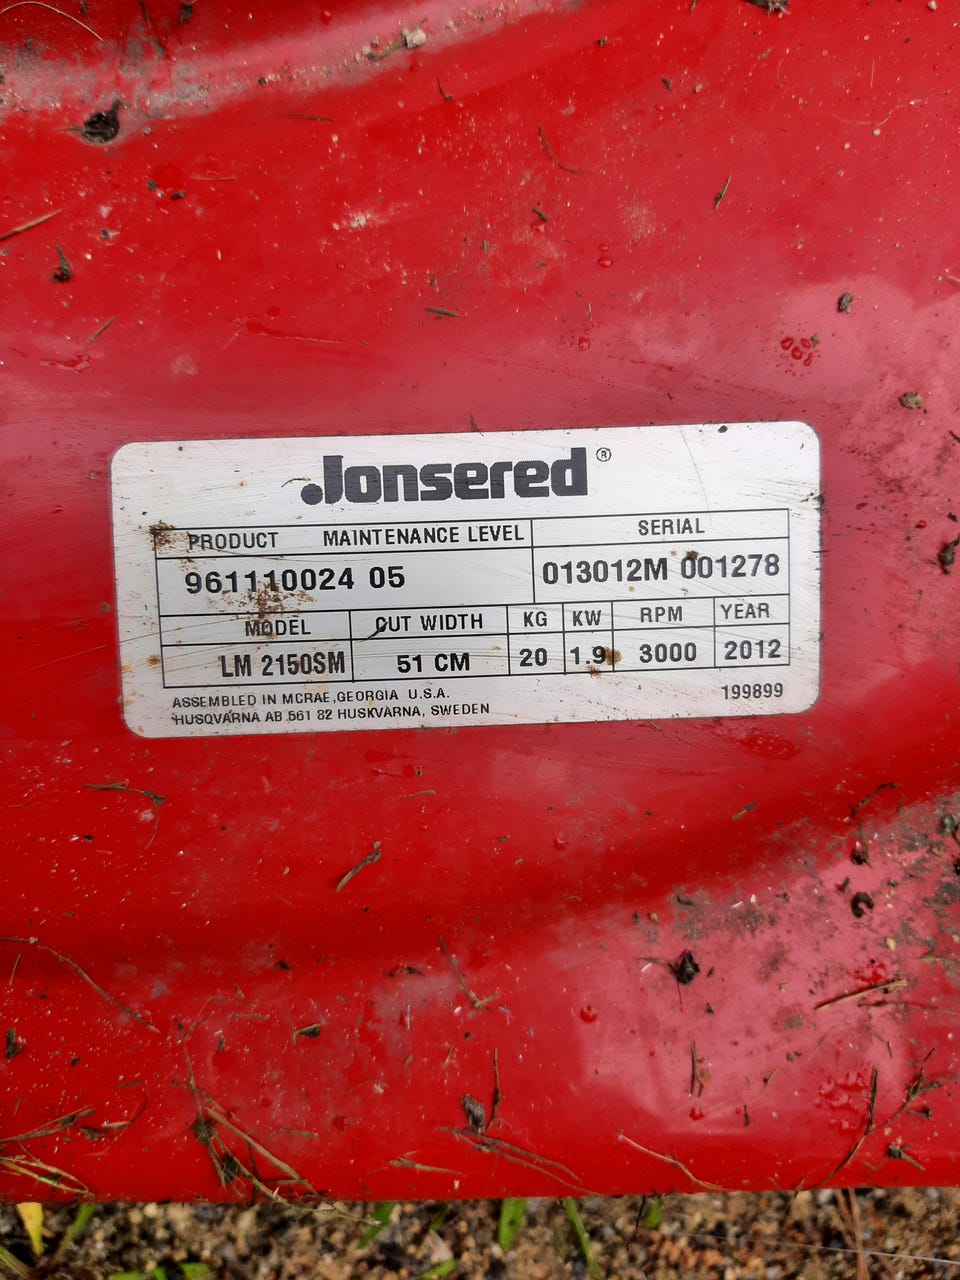 Jonsered®
PRODUCT MAINTENANCE LEVEL SERIAL
961110024 05 013012M 001278
MODEL CUT WIDTH KG KW RPM YEAR
LM 2150SM 51 CM 20 1.9 3000 2012
ASSEMBLED IN MCRAE, GEORGIA U.S.A. 199899
HUSQVARNA AB 561 82 HUSKVARNA, SWEDEN